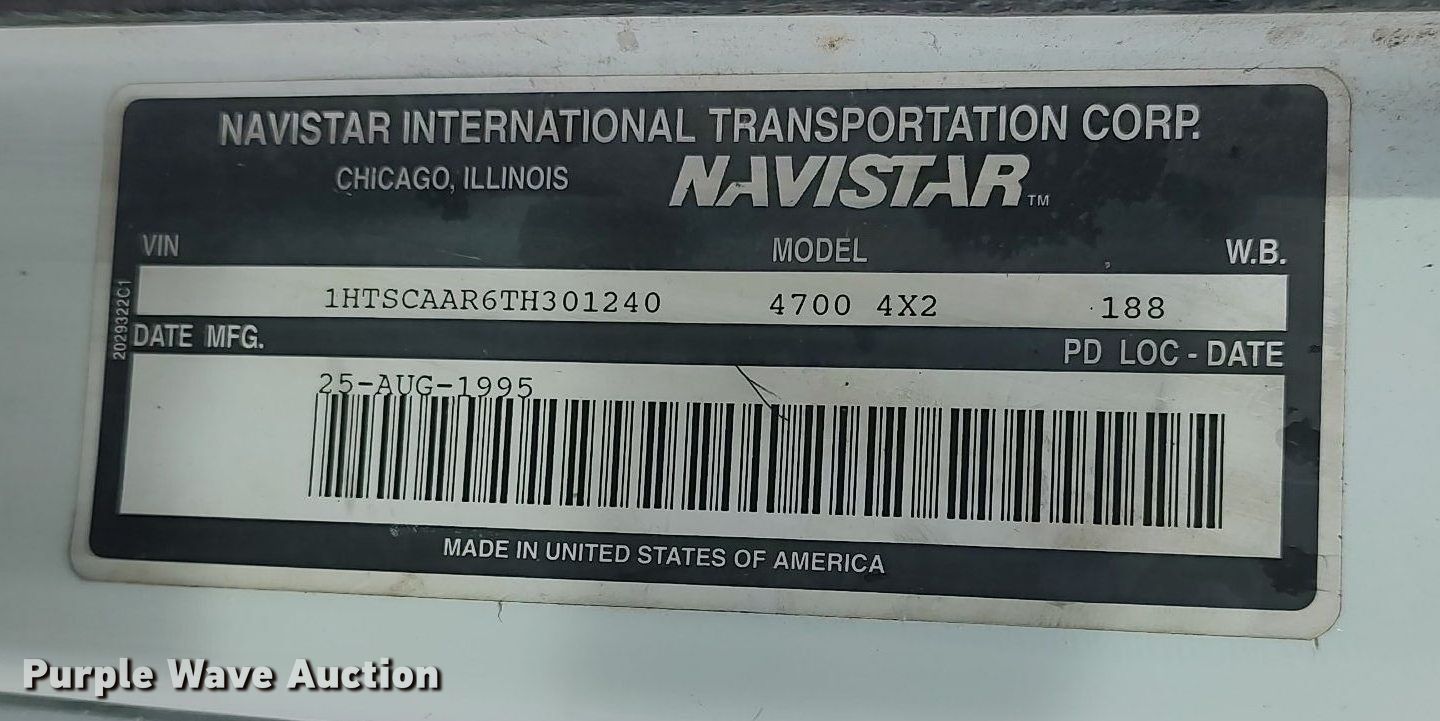 NAVISTAR INTERNATIONAL TRANSPORTATION CORP.
CHICAGO, ILLINOIS NAVISTAR™
VIN MODEL W.B.
1HTSCAAR6TH301240 4700 4X2 188
2029322C1
DATE MFG. PD LOC - DATE
25-AUG-1995
MADE IN UNITED STATES OF AMERICA
Purple Wave Auction